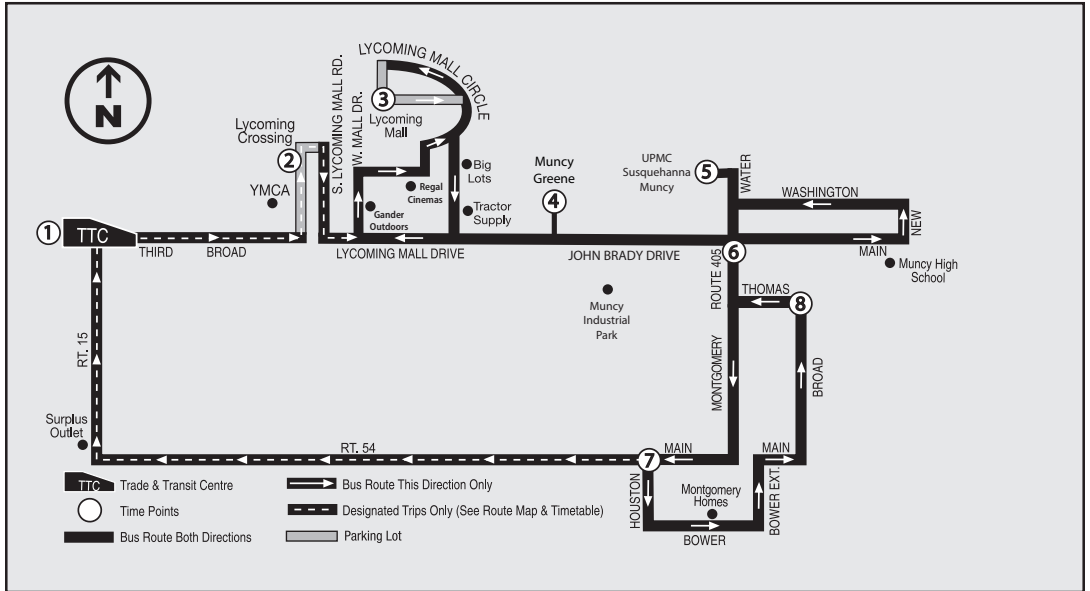 N
LYCOMING MALL CIRCLE
S. LYCOMING MALL RD.
W. MALL DR.
3
Lycoming
Mall
Lycoming
Crossing
2
YMCA
Big
Lots
Regal
Cinemas
Gander
Outdoors
Tractor
Supply
Muncy
Greene
4
UPMC
Susquehanna
Muncy
5
WATER
WASHINGTON
NEW
1
TTC
THIRD
BROAD
LYCOMING MALL DRIVE
JOHN BRADY DRIVE
6
MAIN
Muncy High
School
ROUTE 405
Muncy
Industrial
Park
THOMAS
8
MONTGOMERY
BROAD
RT. 15
Surplus
Outlet
RT. 54
7
MAIN
MAIN
HOUSTON
Montgomery
Homes
BOWER EXT.
BOWER
TTC Trade & Transit Centre
Time Points
Bus Route Both Directions
Bus Route This Direction Only
Designated Trips Only (See Route Map & Timetable)
Parking Lot